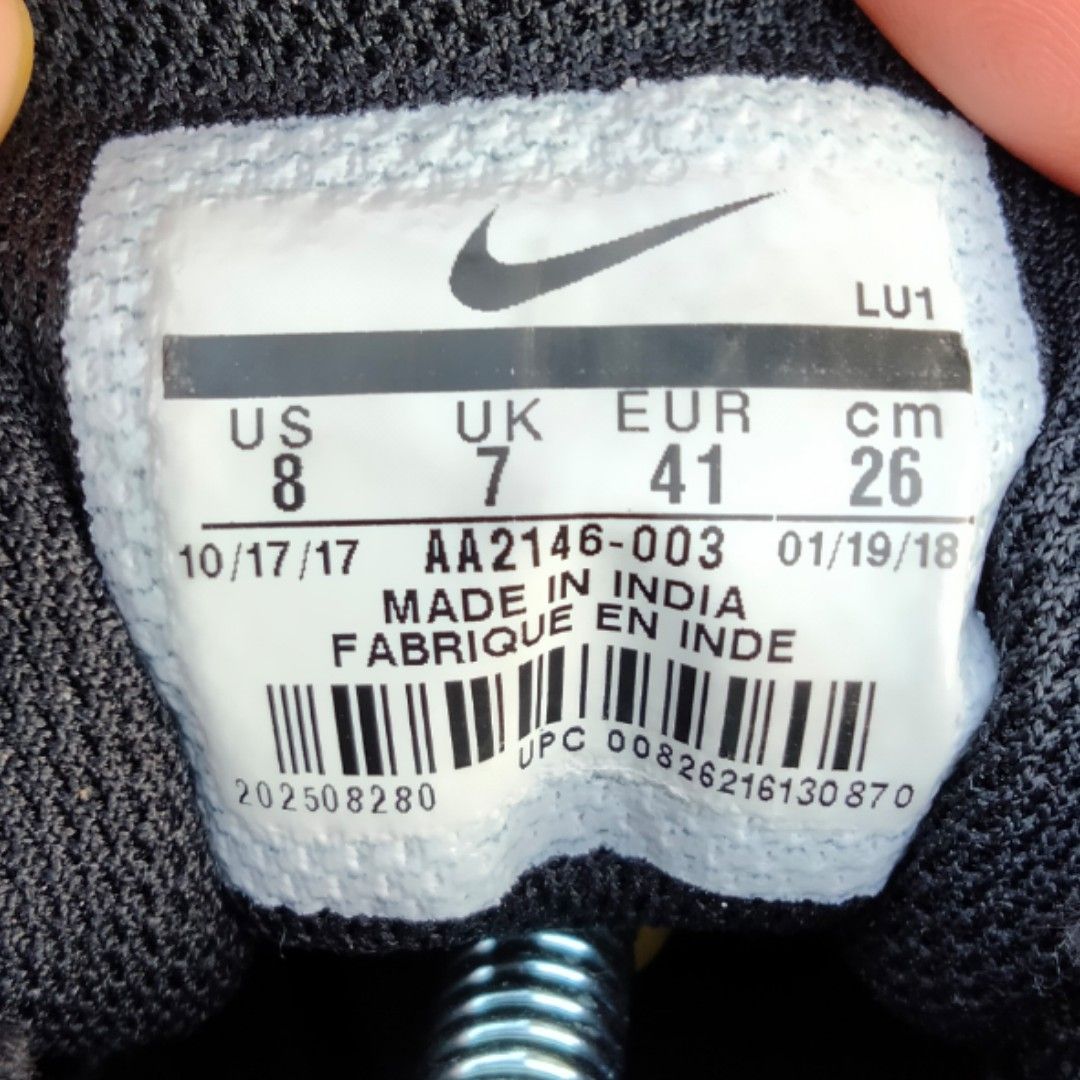 LU1
US UK EUR cm
8 7 41 26
10/17/17 AA2146-003 01/19/18
MADE IN INDIA
FABRIQUE EN INDE
202508280 UPC 00826216130870